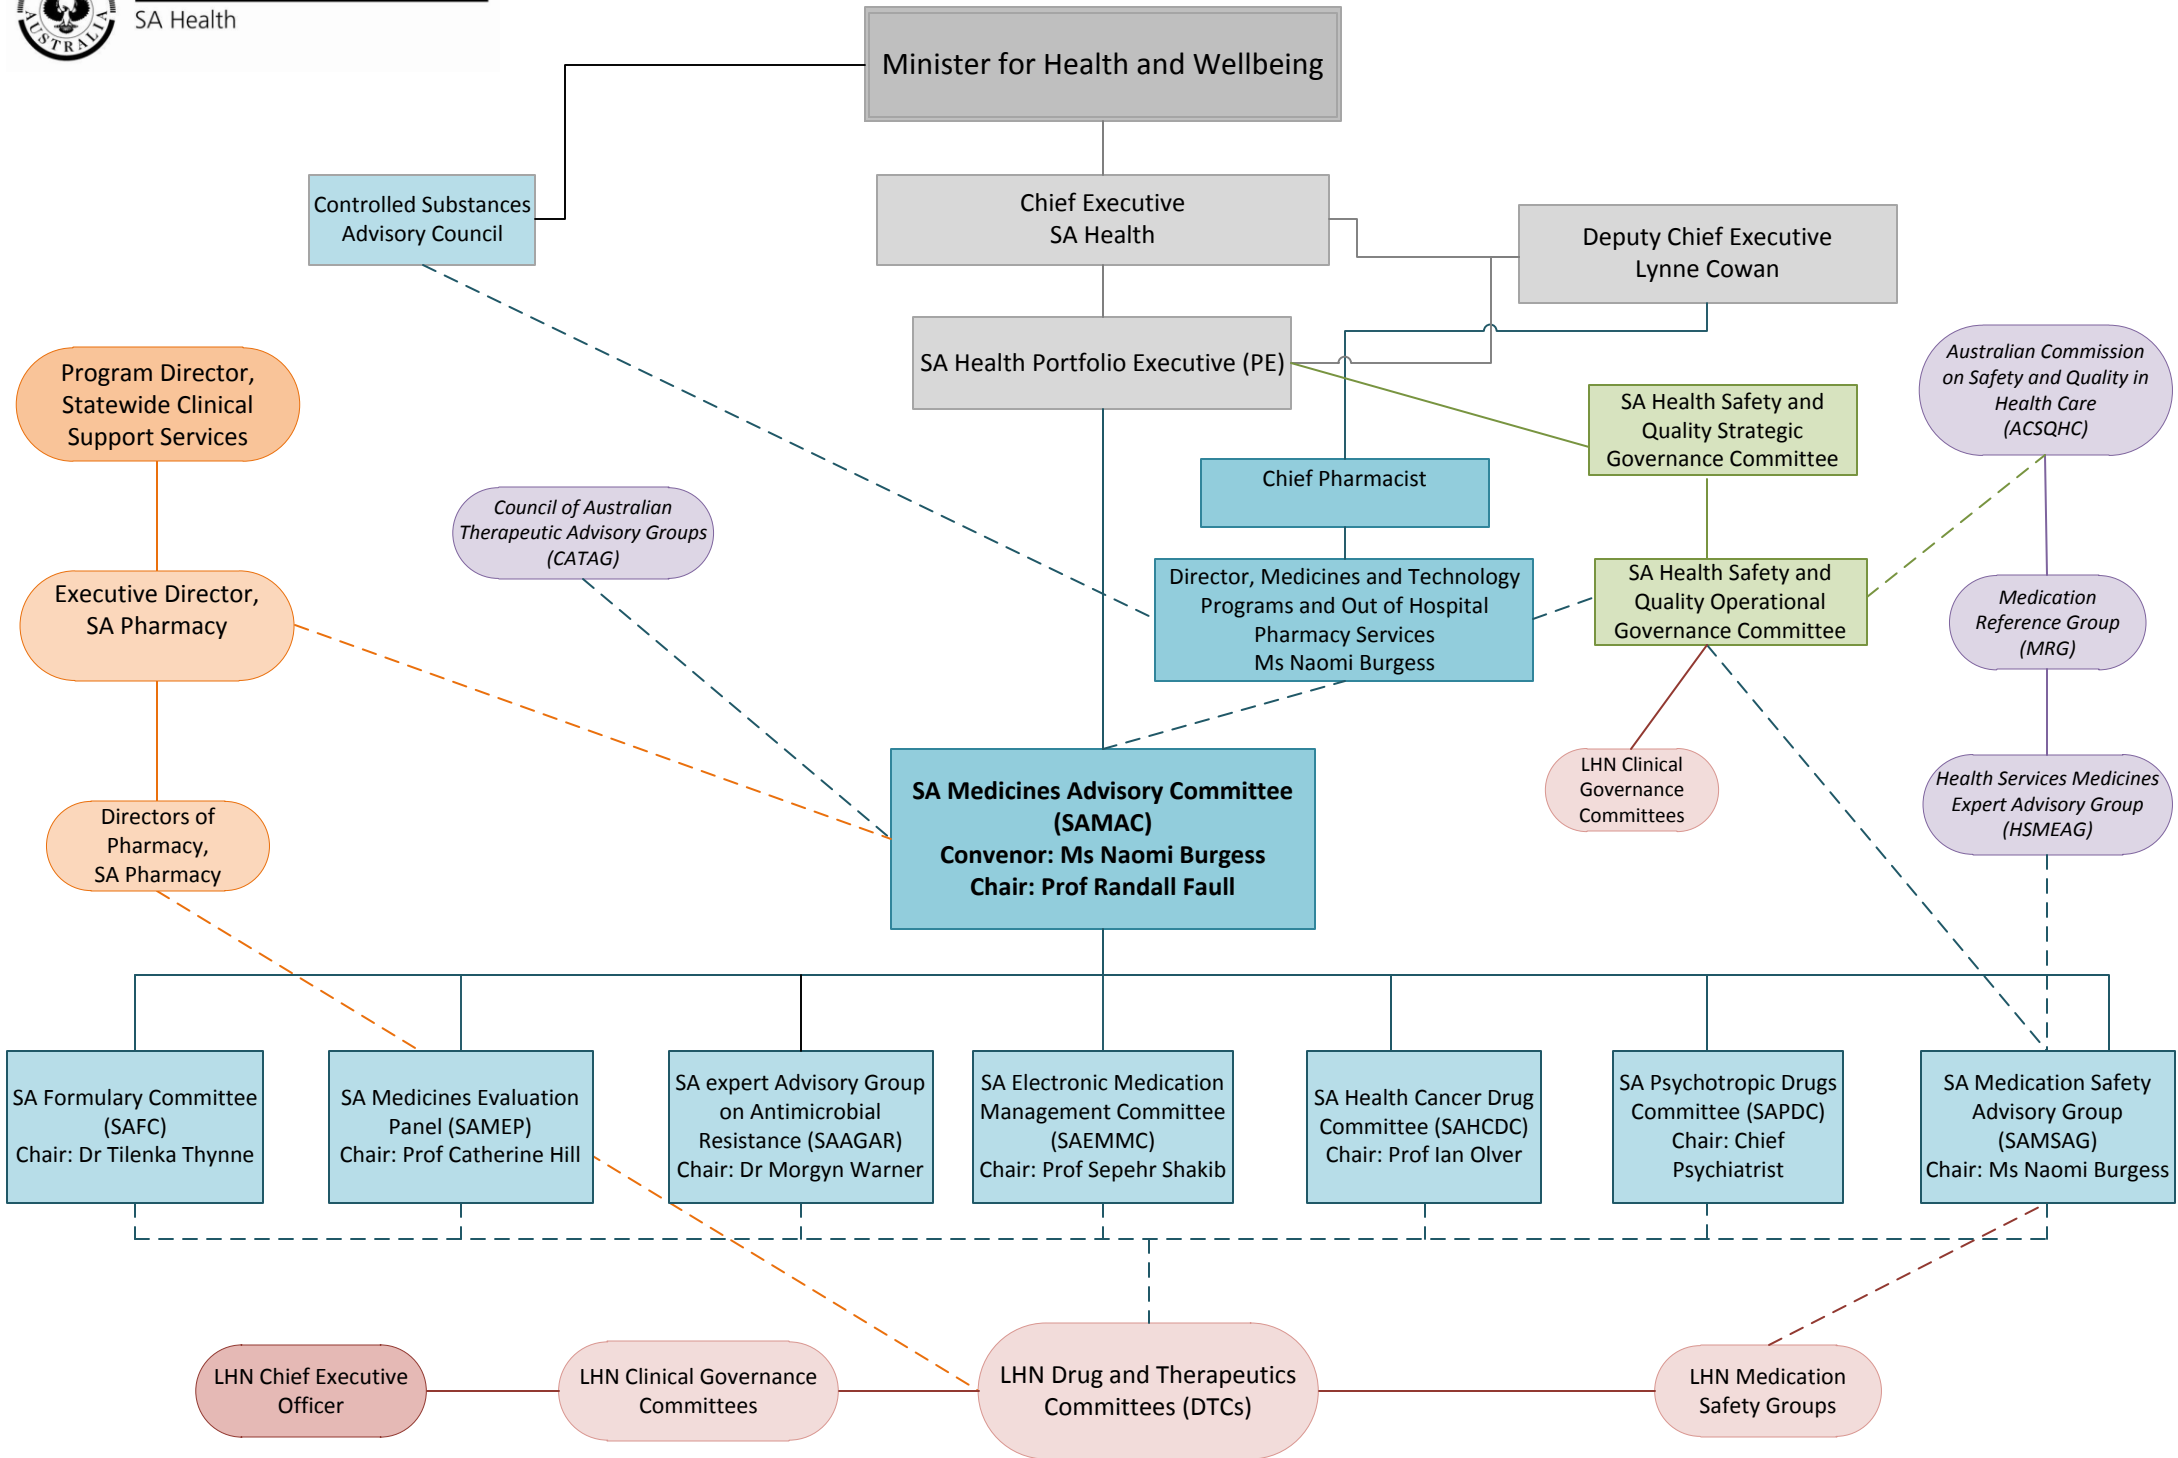 AUSTRALIA
SA Health
Minister for Health and Wellbeing
Controlled Substances
Advisory Council
Chief Executive
SA Health
Deputy Chief Executive
Lynne Cowan
SA Health Portfolio Executive (PE)
Program Director,
Statewide Clinical
Support Services
Australian Commission
on Safety and Quality in
Health Care
(ACSQHC)
SA Health Safety and
Quality Strategic
Governance Committee
Chief Pharmacist
Council of Australian
Therapeutic Advisory Groups
(CATAG)
Executive Director,
SA Pharmacy
Director, Medicines and Technology
Programs and Out of Hospital
Pharmacy Services
Ms Naomi Burgess
SA Health Safety and
Quality Operational
Governance Committee
Medication
Reference Group
(MRG)
SA Medicines Advisory Committee
(SAMAC)
Convenor: Ms Naomi Burgess
Chair: Prof Randall Faull
LHN Clinical
Governance
Committees
Health Services Medicines
Expert Advisory Group
(HSMEAG)
Directors of
Pharmacy,
SA Pharmacy
SA Formulary Committee
(SAFC)
Chair: Dr Tilenka Thynne
SA Medicines Evaluation
Panel (SAMEP)
Chair: Prof Catherine Hill
SA expert Advisory Group
on Antimicrobial
Resistance (SAAGAR)
Chair: Dr Morgyn Warner
SA Electronic Medication
Management Committee
(SAEMMC)
Chair: Prof Sepehr Shakib
SA Health Cancer Drug
Committee (SAHCDC)
Chair: Prof Ian Olver
SA Psychotropic Drugs
Committee (SAPDC)
Chair: Chief
Psychiatrist
SA Medication Safety
Advisory Group
(SAMSAG)
Chair: Ms Naomi Burgess
LHN Chief Executive
Officer
LHN Clinical Governance
Committees
LHN Drug and Therapeutics
Committees (DTCs)
LHN Medication
Safety Groups